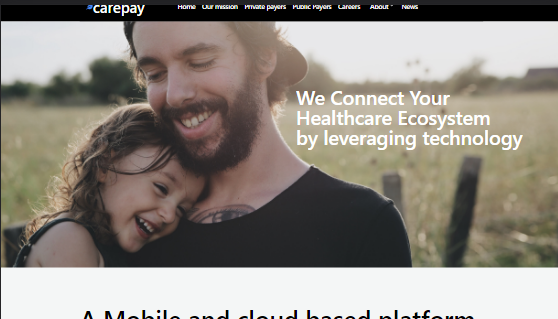 carepay
Home Our mission Private payers Public Payers Careers About News
We Connect Your
Healthcare Ecosystem
by leveraging technology
A Mobile and cloud based platform